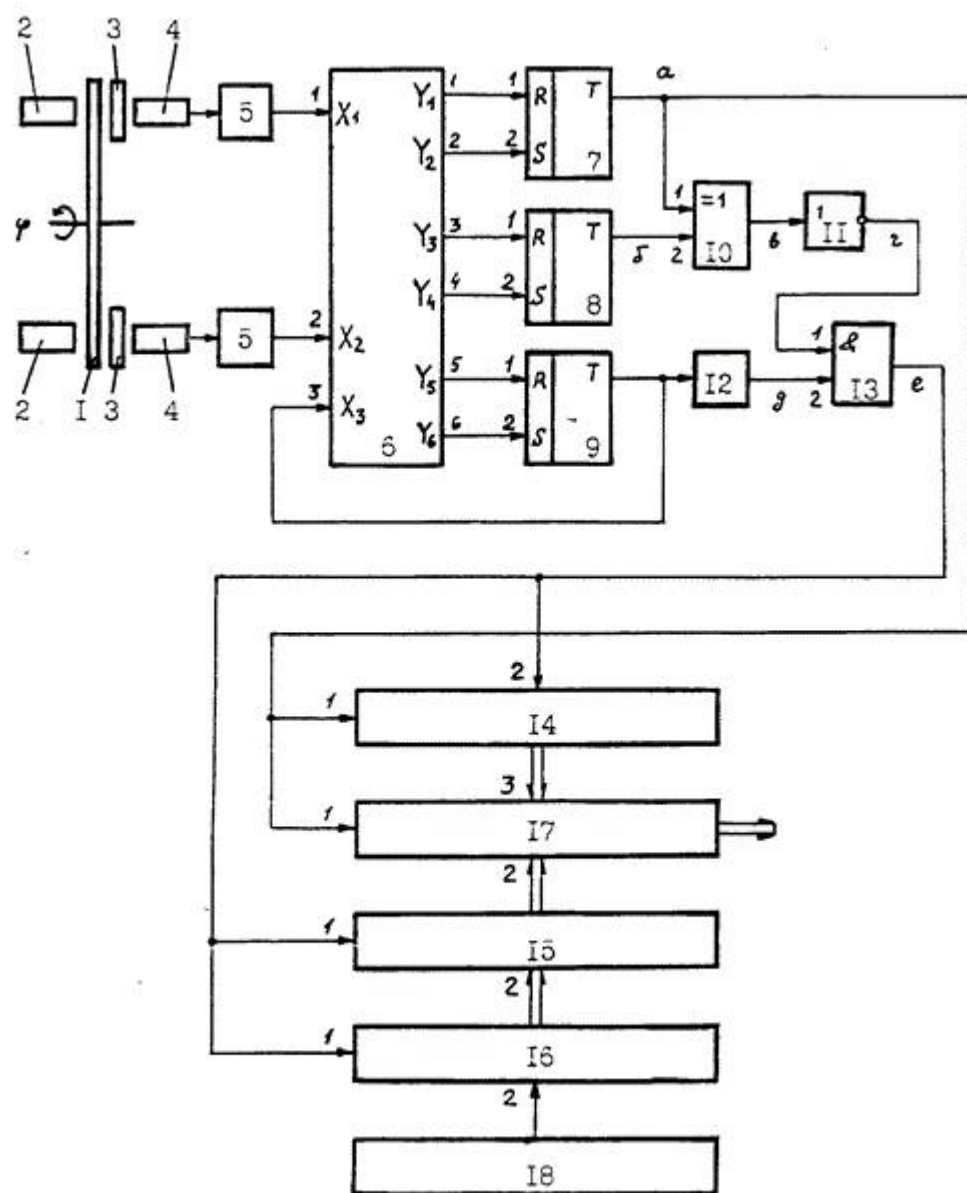 2 3 4 a
5 1 X₁ Y₁ 1 1 R T 7
Y₂ 2 2 S
1 =1 I0 2 в 1 II г
φ Y₃ 3 1 R T 8 б
Y₄ 4 2 S
5 2 X₂ 1 & I3 e
Y₅ 5 1 R T 9 I2 д 2
3 X₃ Y₆ 6 2 S
2 I 3 4 6
2
1 I4
3
1 I7
2
1 I5
2
1 I6
2
I8